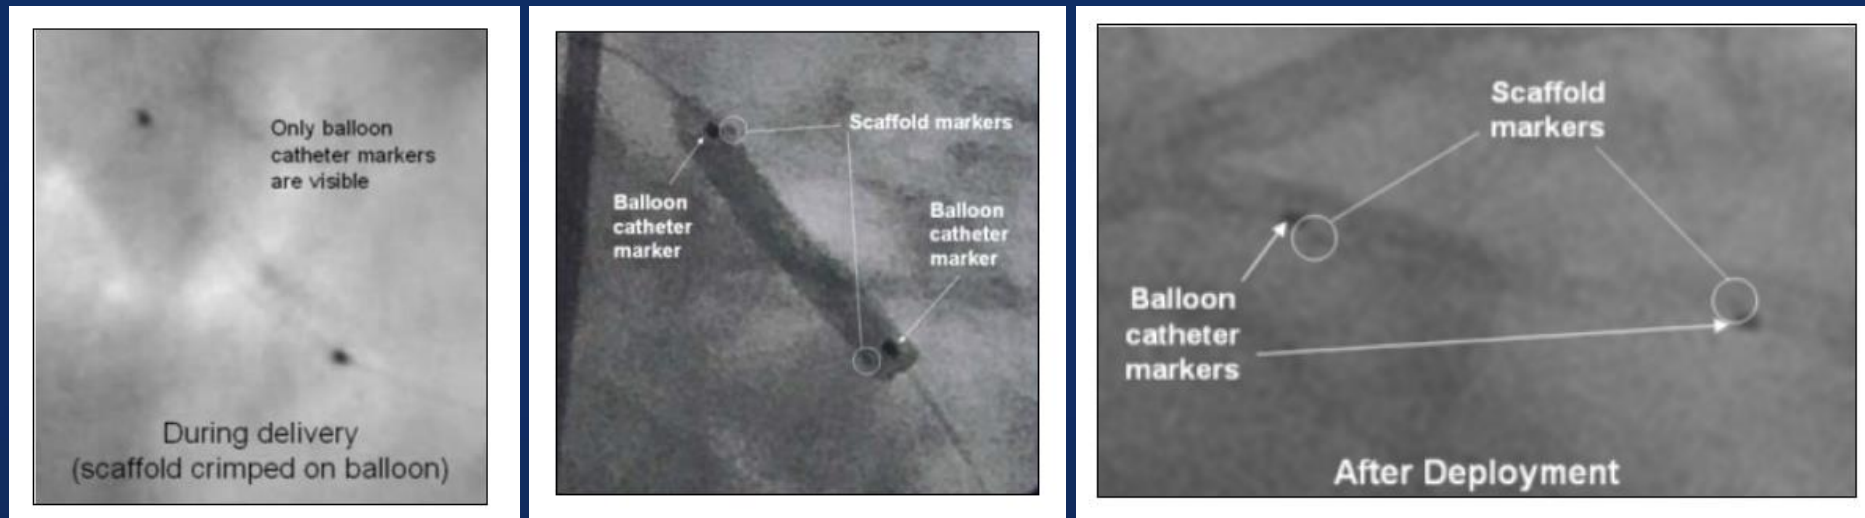 Only balloon
catheter markers
are visible
During delivery
(scaffold crimped on balloon)
Scaffold markers
Balloon
catheter
marker
Balloon
catheter
marker
Scaffold
markers
Balloon
catheter
markers
After Deployment